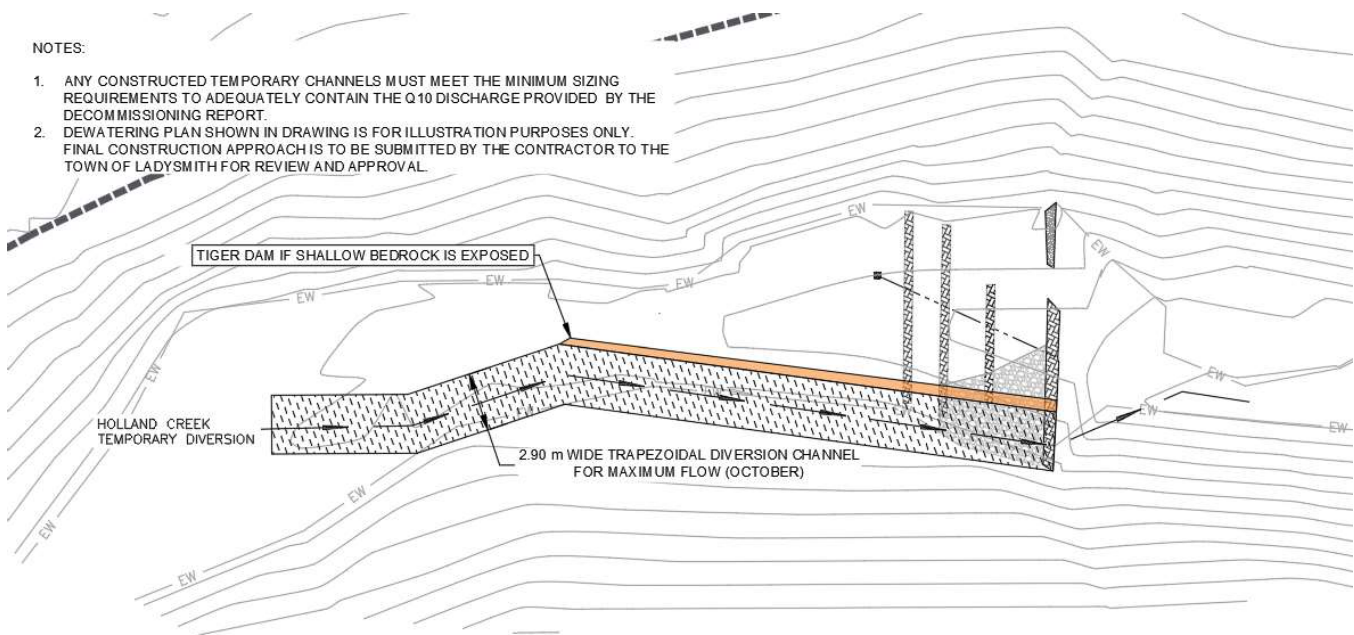 NOTES:
1. ANY CONSTRUCTED TEMPORARY CHANNELS MUST MEET THE MINIMUM SIZING
REQUIREMENTS TO ADEQUATELY CONTAIN THE Q10 DISCHARGE PROVIDED BY THE
DECOMMISSIONING REPORT.
2. DEWATERING PLAN SHOWN IN DRAWING IS FOR ILLUSTRATION PURPOSES ONLY.
FINAL CONSTRUCTION APPROACH IS TO BE SUBMITTED BY THE CONTRACTOR TO THE
TOWN OF LADYSMITH FOR REVIEW AND APPROVAL.
EW
TIGER DAM IF SHALLOW BEDROCK IS EXPOSED
EW
EW
EW
EW
EW
EW
EW
EW
EW
HOLLAND CREEK
TEMPORARY DIVERSION
EW
2.90 m WIDE TRAPEZOIDAL DIVERSION CHANNEL
FOR MAXIMUM FLOW (OCTOBER)
EW
EW